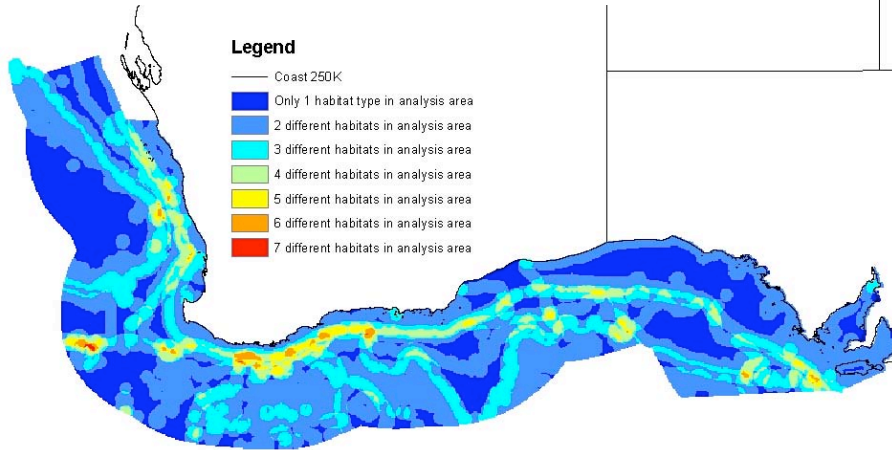 Legend
Coast 250K
Only 1 habitat type in analysis area
2 different habitats in analysis area
3 different habitats in analysis area
4 different habitats in analysis area
5 different habitats in analysis area
6 different habitats in analysis area
7 different habitats in analysis area